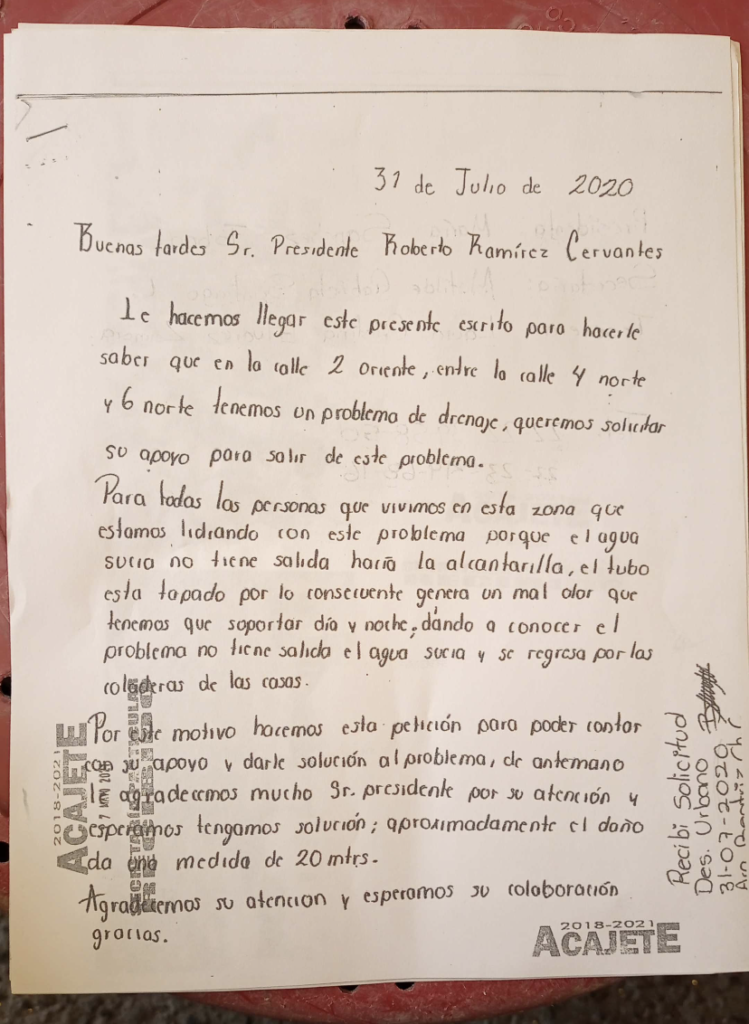 31 de Julio de 2020
Buenas tardes Sr. Presidente Roberto Ramírez Cervantes
Le hacemos llegar este presente escrito para hacerle
saber que en la calle 2 oriente, entre la calle 4 norte
y 6 norte tenemos un problema de drenaje, queremos solicitar
su apoyo para salir de este problema.
Para todas las personas que vivimos en esta zona que
estamos lidrando con este problema porque el agua
sucia no tiene salida hacía la alcantarilla, el tubo
esta tapado por lo consecuente genera un mal olor que
tenemos que soportar día y noche; dando a conocer el
problema no tiene salida el agua sucia y se regresa por las
coladeras de las casas.
Por este motivo hacemos esta petición para poder contar
con su apoyo y darle solución al problema, de antemano
agradecemos mucho Sr. presidente por su atención y
esperamos tengamos solución; aproximadamente el daño
da una medida de 20 mtrs.
Agradecemos su atencion y esperamos su colaboración
gracias.
2018-2021
ACAJETE
2018-2021
ACAJETE
Recibi Solicitud
Des. Urbano
31-07-2020